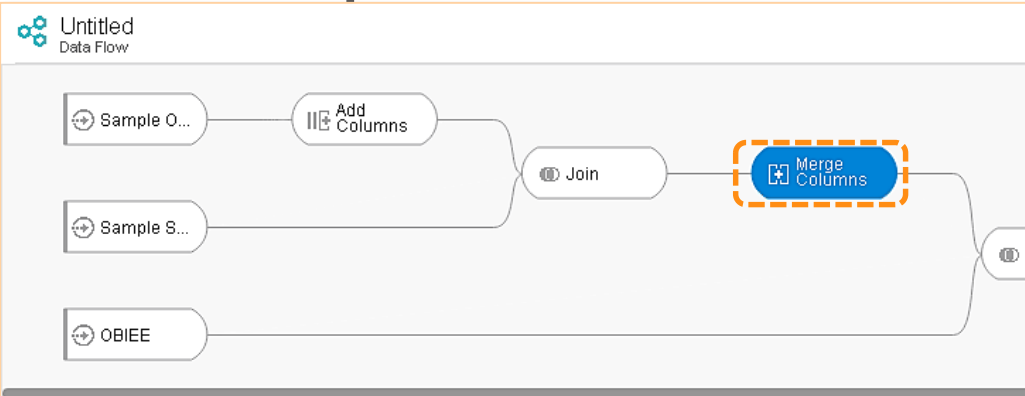 Untitled
Data Flow
Sample O...
Add
Columns
Join
Merge
Columns
Sample S...
OBIEE